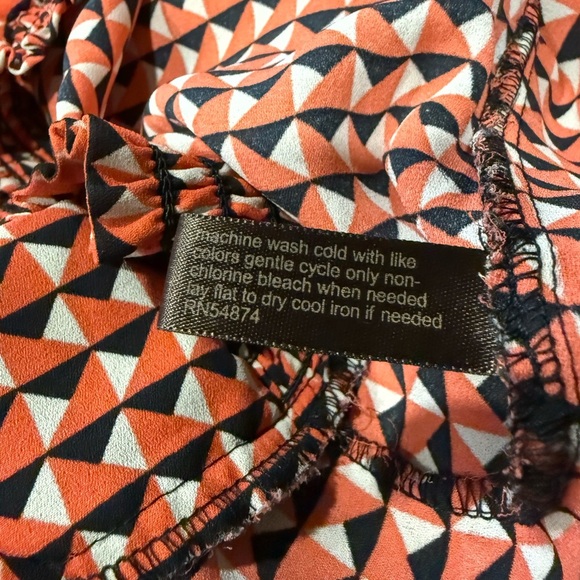 machine wash cold with like
colors gentle cycle only non-
chlorine bleach when needed
lay flat to dry cool iron if needed
RN54874